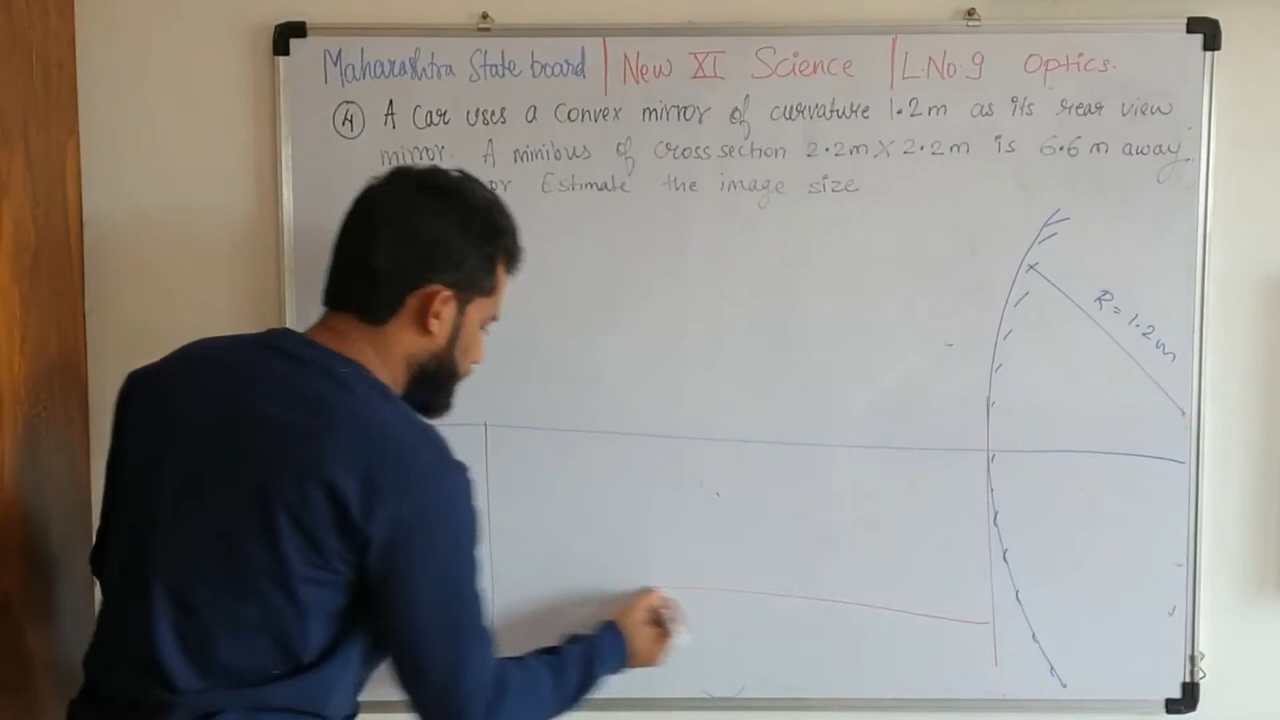 Maharashtra State board | New XI Science | L.No.9 Optics.
④ A Car uses a Convex mirror of curvature 1.2m as its rear view
mirror. A minibus of cross section 2.2m X 2.2m is 6.6 m away.
or Estimate the image size
R = 1.2m